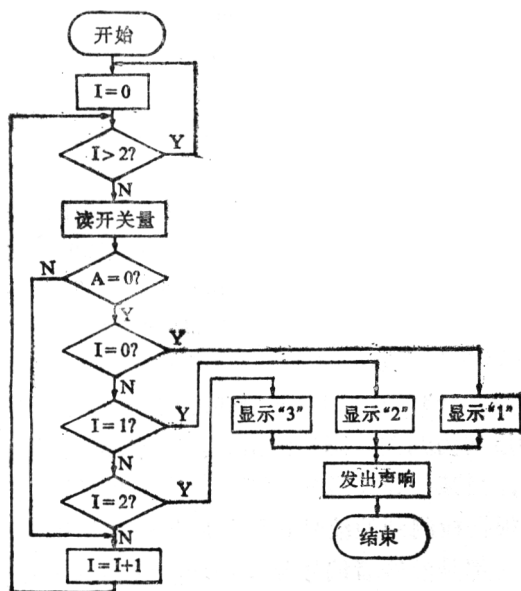 开始
I=0
I>2?
Y
N
读开关量
N
A=0?
Y
I=0?
Y
N
显示“3”
显示“2”
显示“1”
I=1?
Y
N
发出声响
I=2?
Y
结束
N
I=I+1